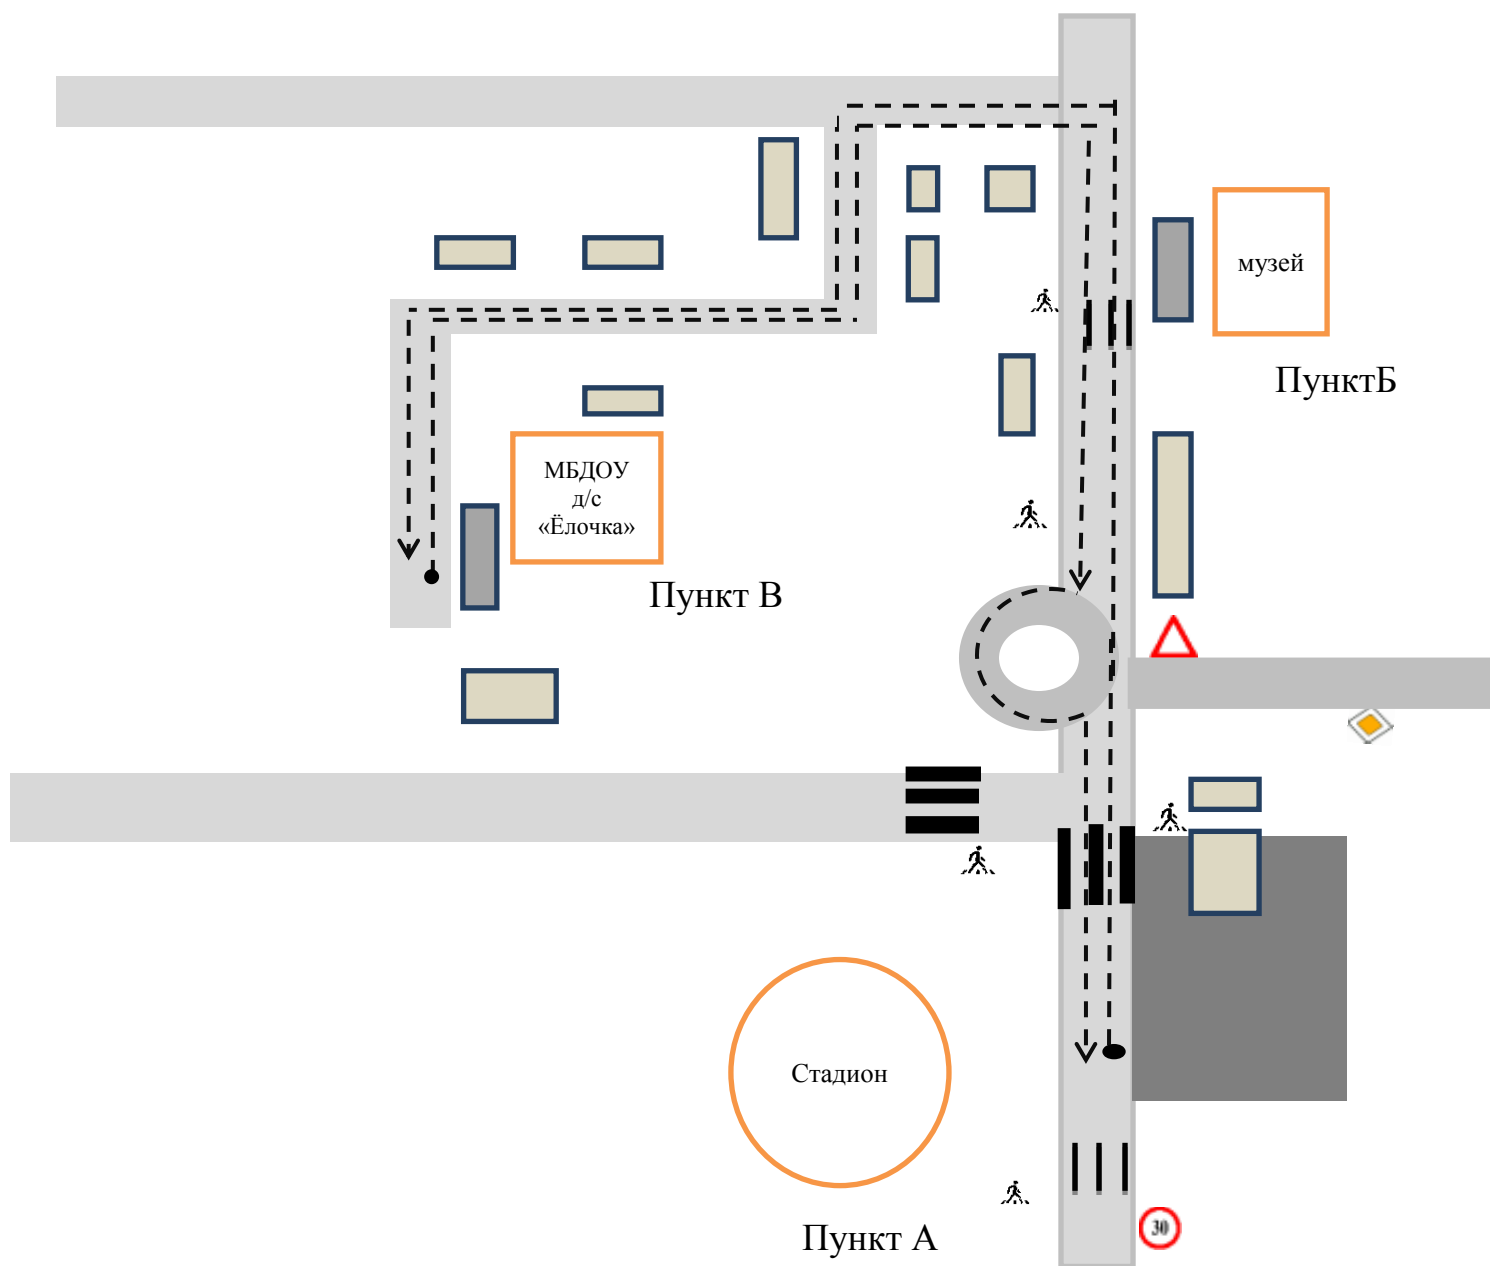 музей
ПунктБ
МБДОУ
д/с
«Ёлочка»
Пункт В
Стадион
Пункт А
30